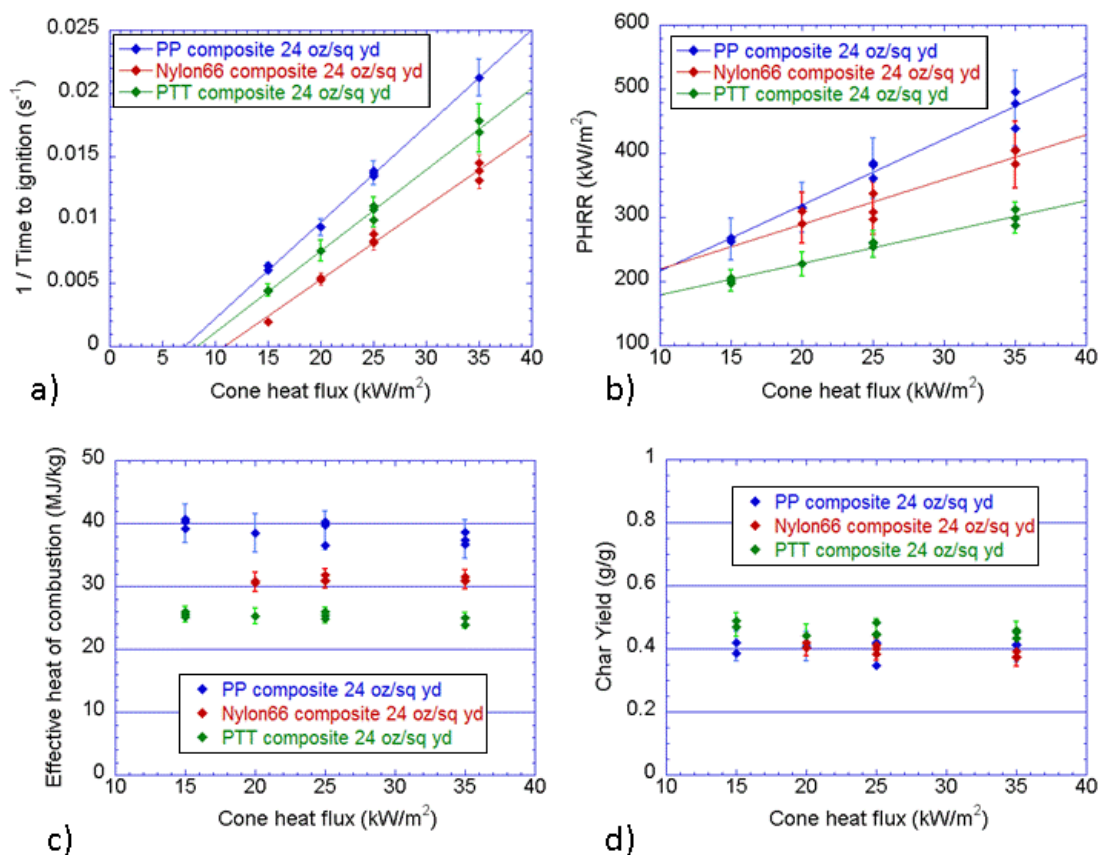 0.025
0.02
0.015
0.01
0.005
0
1 / Time to ignition (s⁻¹)
PP composite 24 oz/sq yd
Nylon66 composite 24 oz/sq yd
PTT composite 24 oz/sq yd
0 5 10 15 20 25 30 35 40
Cone heat flux (kW/m²)
a)
600
500
400
300
200
100
PHRR (kW/m²)
PP composite 24 oz/sq yd
Nylon66 composite 24 oz/sq yd
PTT composite 24 oz/sq yd
10 15 20 25 30 35 40
Cone heat flux (kW/m²)
b)
50
40
30
20
10
0
Effective heat of combustion (MJ/kg)
PP composite 24 oz/sq yd
Nylon66 composite 24 oz/sq yd
PTT composite 24 oz/sq yd
10 15 20 25 30 35 40
Cone heat flux (kW/m²)
c)
1
0.8
0.6
0.4
0.2
0
Char Yield (g/g)
PP composite 24 oz/sq yd
Nylon66 composite 24 oz/sq yd
PTT composite 24 oz/sq yd
10 15 20 25 30 35 40
Cone heat flux (kW/m²)
d)